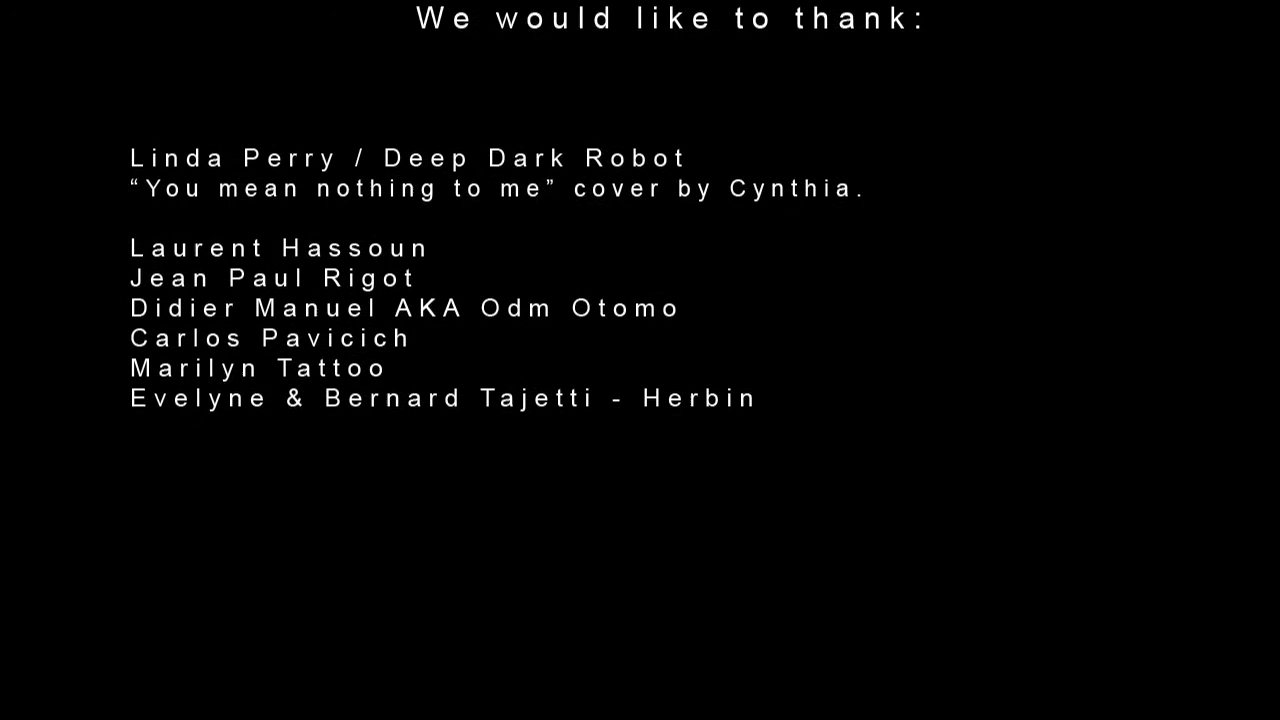 We would like to thank:
Linda Perry / Deep Dark Robot
“You mean nothing to me” cover by Cynthia.
Laurent Hassoun
Jean Paul Rigot
Didier Manuel AKA Odm Otomo
Carlos Pavicich
Marilyn Tattoo
Evelyne & Bernard Tajetti - Herbin